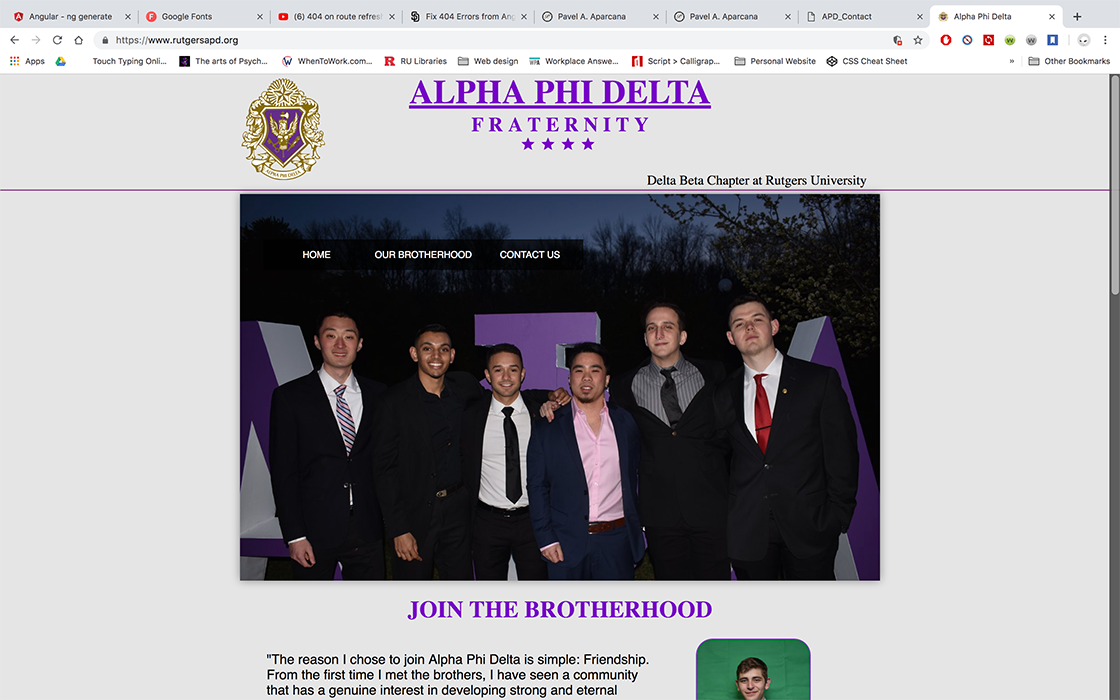 Angular - ng generate
Google Fonts
(6) 404 on route refres
Fix 404 Errors from An
Pavel A. Aparcana
Pavel A. Aparcana
APD_Contact
Alpha Phi Delta
https://www.rutgersapd.org
Apps
Touch Typing Onli...
The arts of Psych...
WhenToWork.com...
RU Libraries
Web design
Workplace Answe...
Script > Calligrap...
Personal Website
CSS Cheat Sheet
»
Other Bookmarks
ALPHA PHI DELTA
FRATERNITY
ALPHA PHI DELTA
Delta Beta Chapter at Rutgers University
HOME
OUR BROTHERHOOD
CONTACT US
JOIN THE BROTHERHOOD
"The reason I chose to join Alpha Phi Delta is simple: Friendship.
From the first time I met the brothers, I have seen a community
that has a genuine interest in developing strong and eternal